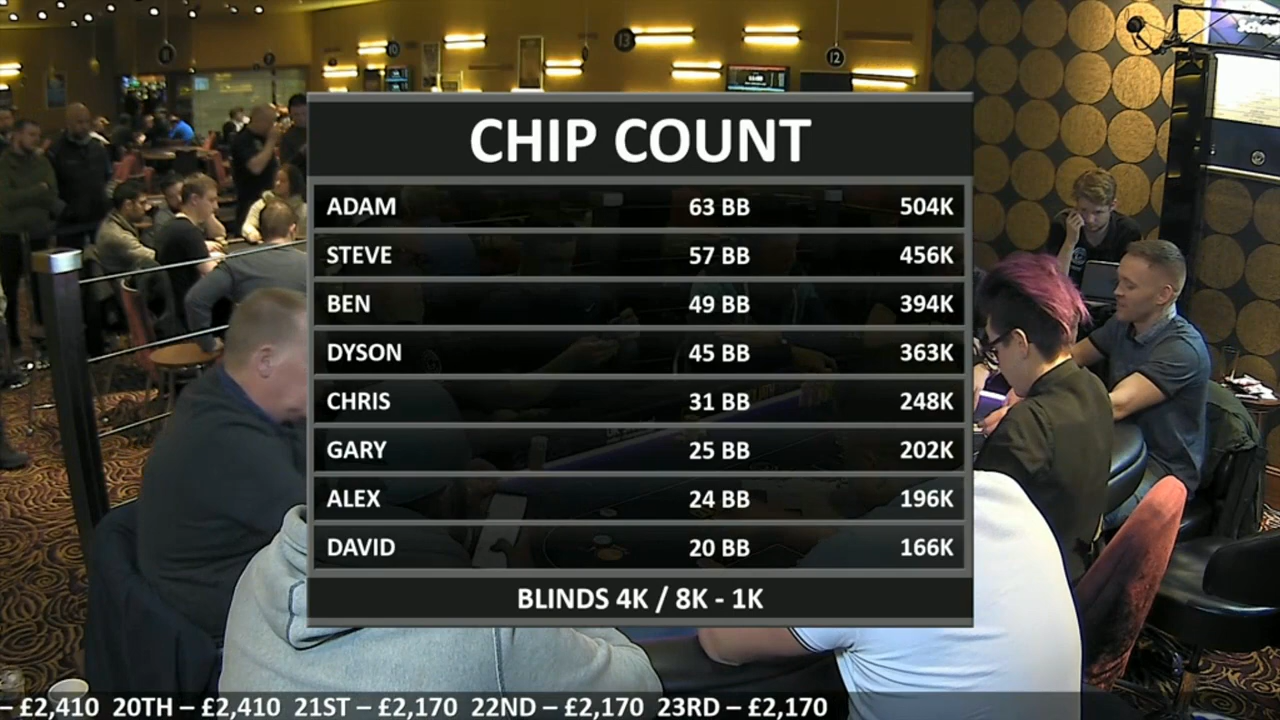 CHIP COUNT
ADAM 63 BB 504K
STEVE 57 BB 456K
BEN 49 BB 394K
DYSON 45 BB 363K
CHRIS 31 BB 248K
GARY 25 BB 202K
ALEX 24 BB 196K
DAVID 20 BB 166K
BLINDS 4K / 8K - 1K
– £2,410 20TH – £2,410 21ST – £2,170 22ND – £2,170 23RD – £2,170
13
12